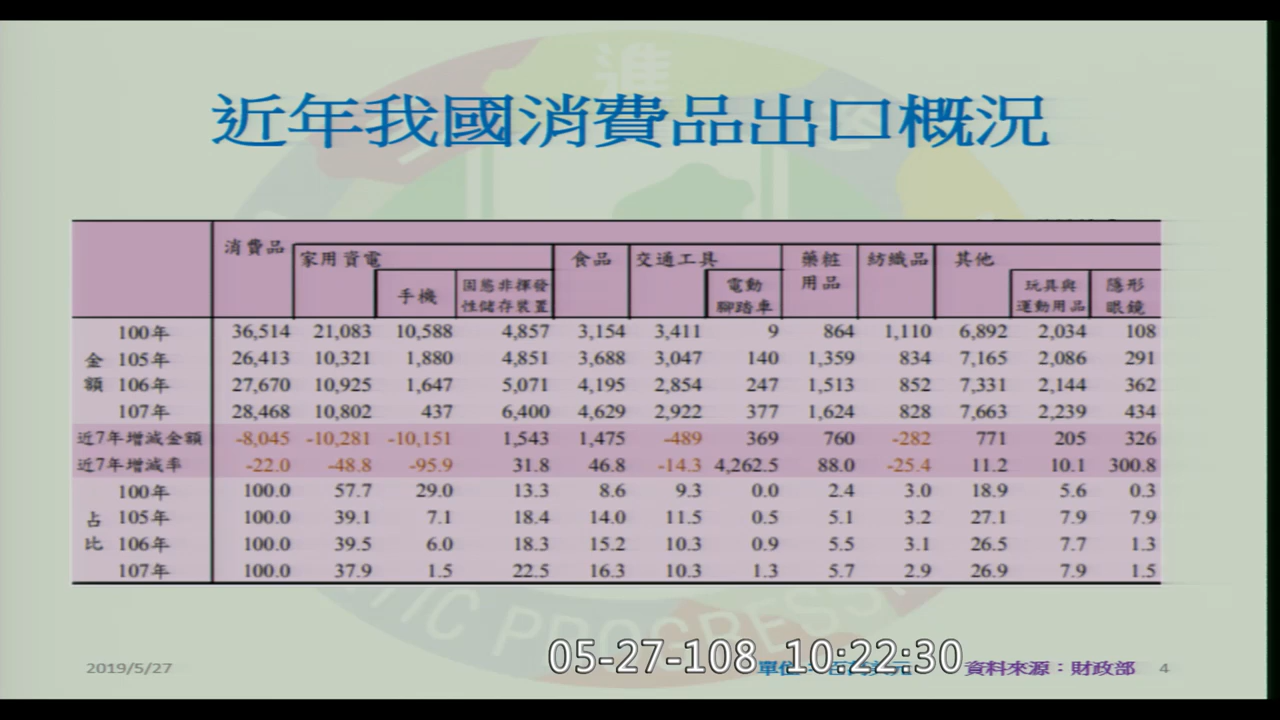 近年我國消費品出口概況
消費品 家用資電 食品 交通工具 藥粧用品 紡織品 其他
手機 固態非揮發性儲存裝置 電動腳踏車 玩具與運動用品 隱形眼鏡
金額
100年 36,514 21,083 10,588 4,857 3,154 3,411 9 864 1,110 6,892 2,034 108
105年 26,413 10,321 1,880 4,851 3,688 3,047 140 1,359 834 7,165 2,086 291
106年 27,670 10,925 1,647 5,071 4,195 2,854 247 1,513 852 7,331 2,144 362
107年 28,468 10,802 437 6,400 4,629 2,922 377 1,624 828 7,663 2,239 434
近7年增減金額 -8,045 -10,281 -10,151 1,543 1,475 -489 369 760 -282 771 205 326
近7年增減率 -22.0 -48.8 -95.9 31.8 46.8 -14.3 4,262.5 88.0 -25.4 11.2 10.1 300.8
占比
100年 100.0 57.7 29.0 13.3 8.6 9.3 0.0 2.4 3.0 18.9 5.6 0.3
105年 100.0 39.1 7.1 18.4 14.0 11.5 0.5 5.1 3.2 27.1 7.9 7.9
106年 100.0 39.5 6.0 18.3 15.2 10.3 0.9 5.5 3.1 26.5 7.7 1.3
107年 100.0 37.9 1.5 22.5 16.3 10.3 1.3 5.7 2.9 26.9 7.9 1.5
TIC PROGRESS
05-27-108 10:22:30
2019/5/27 單位 資料來源：財政部 4